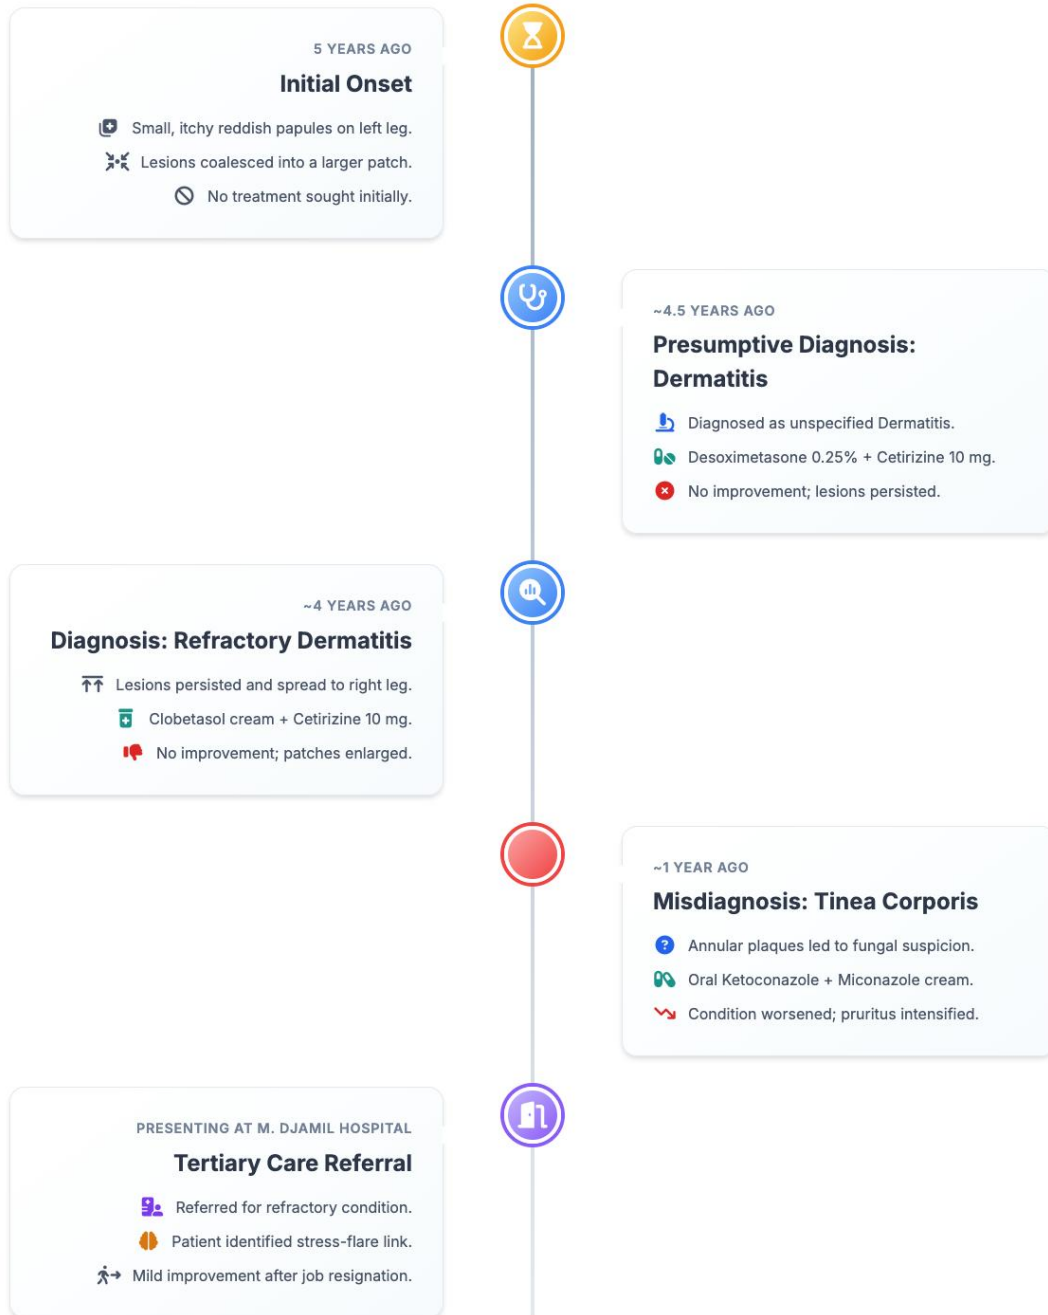 5 YEARS AGO
Initial Onset
Small, itchy reddish papules on left leg.
Lesions coalesced into a larger patch.
No treatment sought initially.
~4.5 YEARS AGO
Presumptive Diagnosis:
Dermatitis
Diagnosed as unspecified Dermatitis.
Desoximetasone 0.25% + Cetirizine 10 mg.
No improvement; lesions persisted.
~4 YEARS AGO
Diagnosis: Refractory Dermatitis
Lesions persisted and spread to right leg.
Clobetasol cream + Cetirizine 10 mg.
No improvement; patches enlarged.
~1 YEAR AGO
Misdiagnosis: Tinea Corporis
Annular plaques led to fungal suspicion.
Oral Ketoconazole + Miconazole cream.
Condition worsened; pruritus intensified.
PRESENTING AT M. DJAMIL HOSPITAL
Tertiary Care Referral
Referred for refractory condition.
Patient identified stress-flare link.
Mild improvement after job resignation.